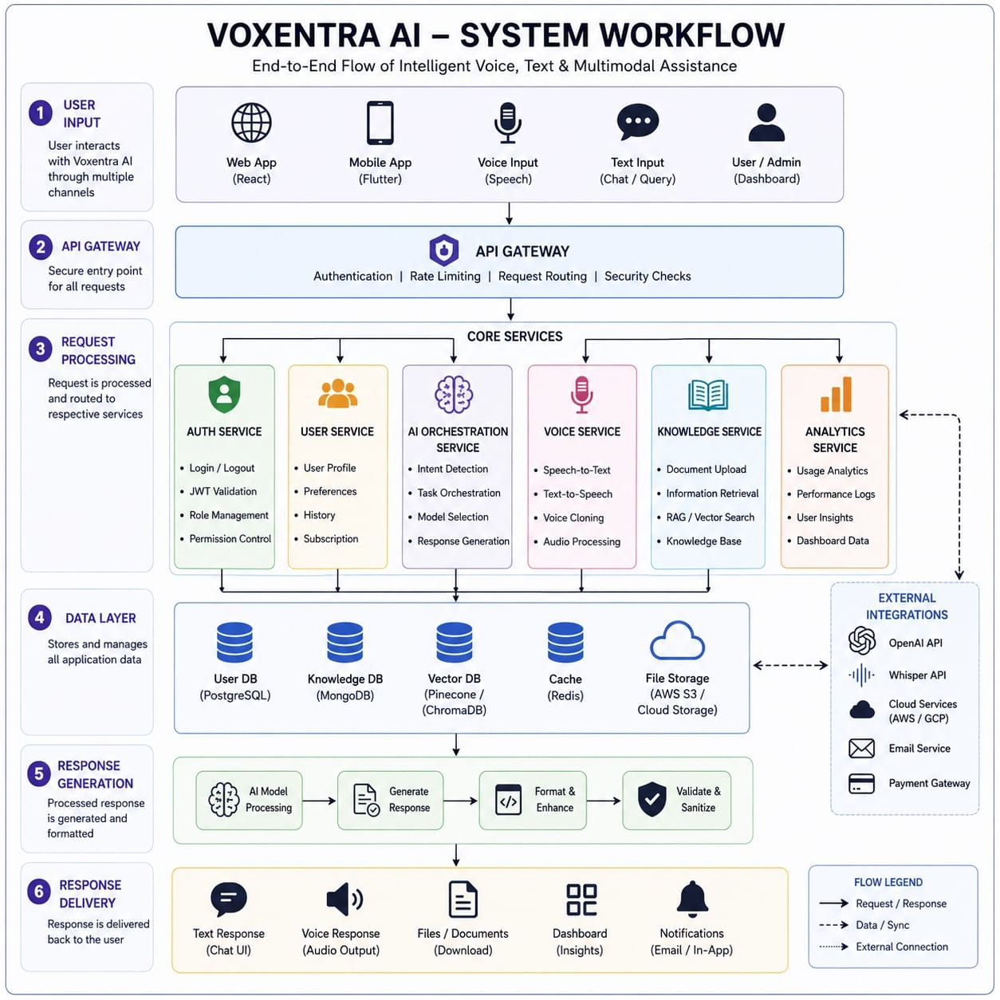 VOXENTRA AI – SYSTEM WORKFLOW
End-to-End Flow of Intelligent Voice, Text & Multimodal Assistance
1
USER
INPUT
User interacts
with Voxentra AI
through multiple
channels
Web App
(React)
Mobile App
(Flutter)
Voice Input
(Speech)
Text Input
(Chat / Query)
User / Admin
(Dashboard)
2
API GATEWAY
Secure entry point
for all requests
API GATEWAY
Authentication | Rate Limiting | Request Routing | Security Checks
3
REQUEST
PROCESSING
Request is processed
and routed to
respective services
CORE SERVICES
AUTH SERVICE
• Login / Logout
• JWT Validation
• Role Management
• Permission Control
USER SERVICE
• User Profile
• Preferences
• History
• Subscription
AI ORCHESTRATION
SERVICE
• Intent Detection
• Task Orchestration
• Model Selection
• Response Generation
VOICE SERVICE
• Speech-to-Text
• Text-to-Speech
• Voice Cloning
• Audio Processing
KNOWLEDGE SERVICE
• Document Upload
• Information Retrieval
• RAG / Vector Search
• Knowledge Base
ANALYTICS
SERVICE
• Usage Analytics
• Performance Logs
• User Insights
• Dashboard Data
4
DATA LAYER
Stores and manages
all application data
User DB
(PostgreSQL)
Knowledge DB
(MongoDB)
Vector DB
(Pinecone /
ChromaDB)
Cache
(Redis)
File Storage
(AWS S3 /
Cloud Storage)
EXTERNAL
INTEGRATIONS
OpenAI API
Whisper API
Cloud Services
(AWS / GCP)
Email Service
Payment Gateway
5
RESPONSE
GENERATION
Processed response
is generated and
formatted
AI Model
Processing
Generate
Response
Format &
Enhance
Validate &
Sanitize
6
RESPONSE
DELIVERY
Response is delivered
back to the user
Text Response
(Chat UI)
Voice Response
(Audio Output)
Files / Documents
(Download)
Dashboard
(Insights)
Notifications
(Email / In-App)
FLOW LEGEND
Request / Response
Data / Sync
External Connection